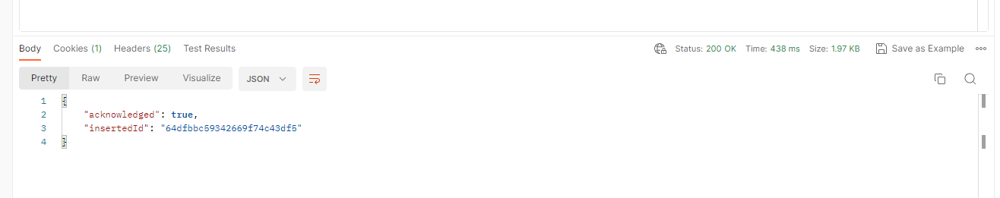 Body Cookies (1) Headers (25) Test Results Status: 200 OK Time: 438 ms Size: 1.97 KB Save as Example
Pretty Raw Preview Visualize JSON
1 {
2 "acknowledged": true,
3 "insertedId": "64dfbbc59342669f74c43df5"
4 }